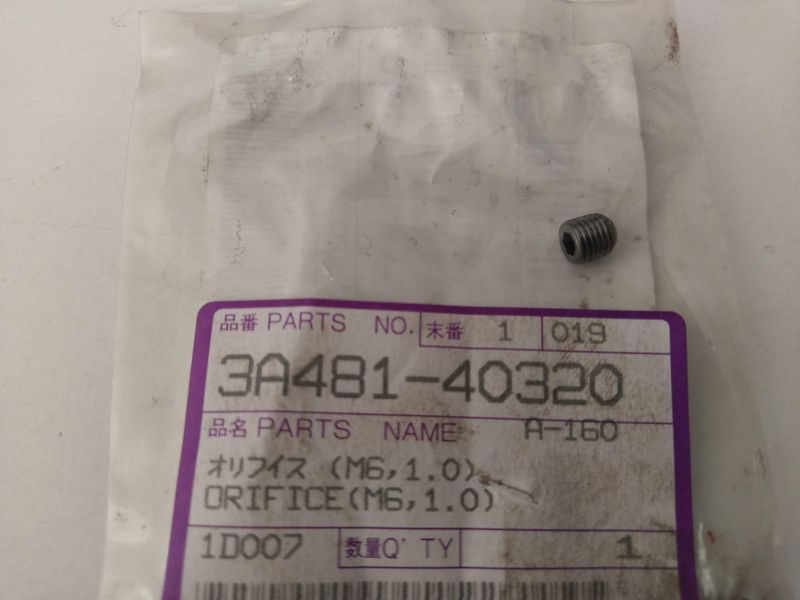 品番 PARTS NO. 末番 1 019
3A481-40320
品名 PARTS NAME A-160
オリフイス (M6,1.0)
ORIFICE(M6,1.0)
1D007 数量Q'TY 1